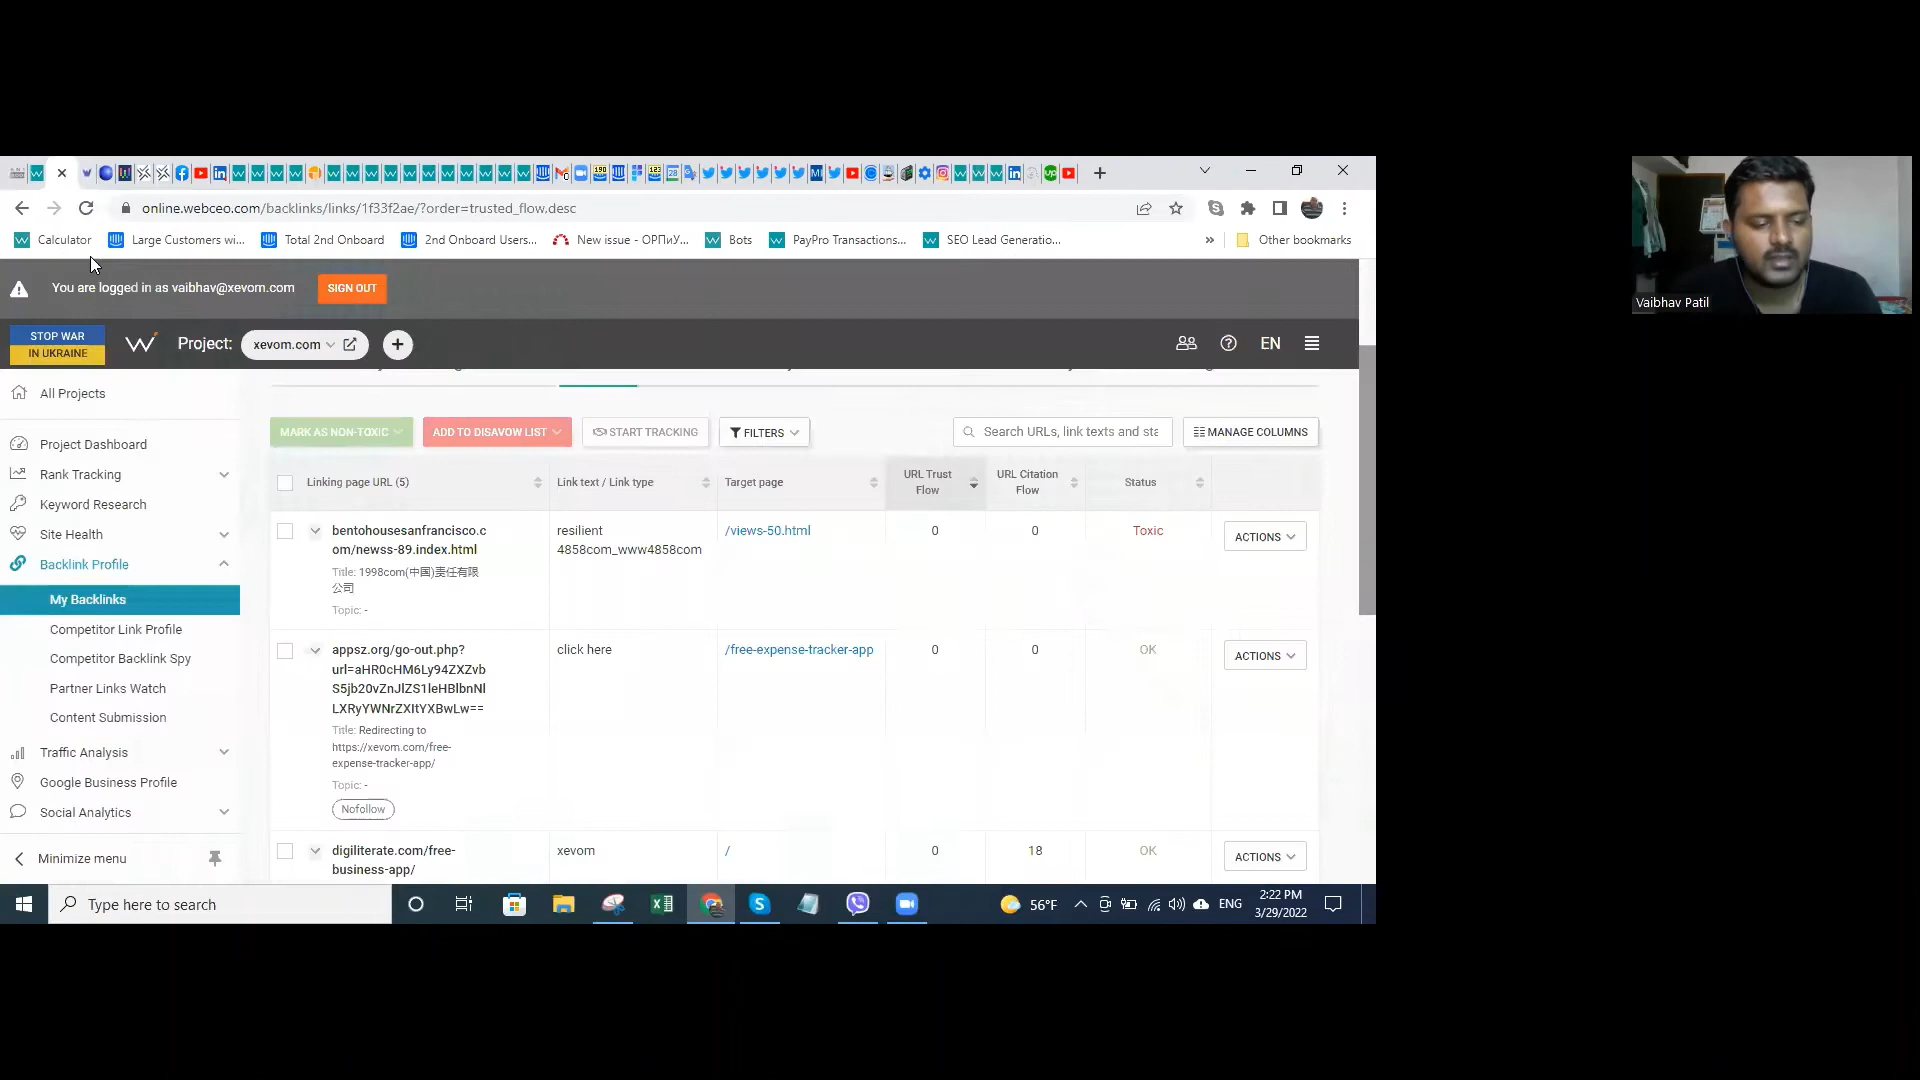 online.webceo.com/backlinks/links/1f33f2ae/?order=trusted_flow,desc
Calculator
Large Customers wi...
Total 2nd Onboard
2nd Onboard Users...
New issue - ОРПиУ...
Bots
PayPro Transactions...
SEO Lead Generatio...
»
Other bookmarks
You are logged in as vaibhav@xevom.com
SIGN OUT
STOP WAR
IN UKRAINE
Project:
xevom.com
EN
All Projects
Project Dashboard
Rank Tracking
Keyword Research
Site Health
Backlink Profile
My Backlinks
Competitor Link Profile
Competitor Backlink Spy
Partner Links Watch
Content Submission
Traffic Analysis
Google Business Profile
Social Analytics
Minimize menu
MARK AS NON-TOXIC
ADD TO DISAVOW LIST
START TRACKING
FILTERS
Search URLs, link texts and sta
MANAGE COLUMNS
Linking page URL (5)
Link text / Link type
Target page
URL Trust
Flow
URL Citation
Flow
Status
bentohousesanfrancisco.c
om/newss-89.index.html
Title: 1998com(中国)责任有限
公司
Topic: -
resilient
4858com_www4858com
/views-50.html
0
0
Toxic
ACTIONS
appsz.org/go-out.php?
url=aHR0cHM6Ly94ZXZvb
S5jb20vZnJlZS1leHBlbnNl
LXRyYWNrZXItYXBwLw==
Title: Redirecting to
https://xevom.com/free-
expense-tracker-app/
Topic: -
Nofollow
click here
/free-expense-tracker-app
0
0
OK
ACTIONS
digiliterate.com/free-
business-app/
xevom
/
0
18
OK
ACTIONS
Type here to search
56°F
ENG
2:22 PM
3/29/2022
Vaibhav Patil